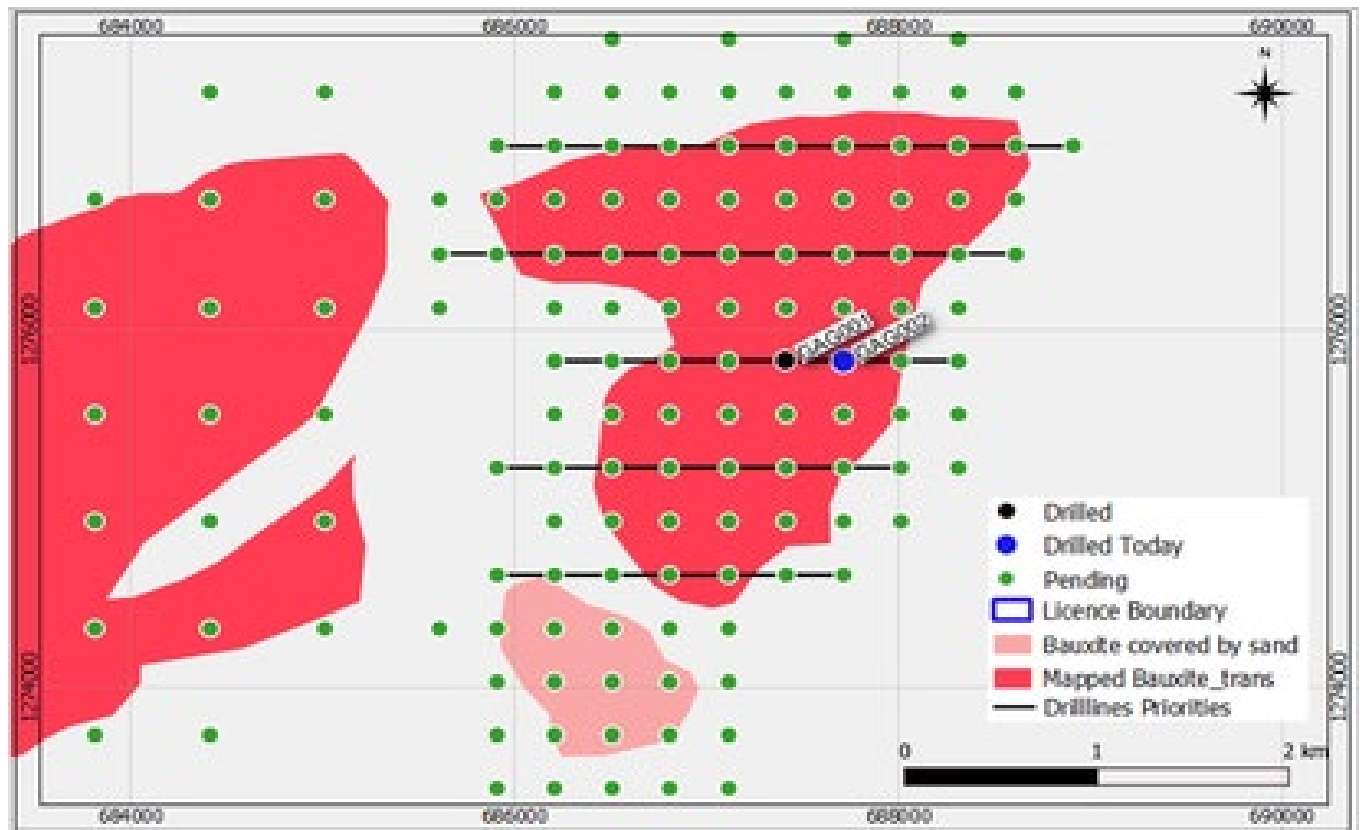 684000 686000 688000 690000
N
1276000 1276000
Drilled
Drilled Today
Pending
Licence Boundary
Bauxite covered by sand
Mapped Bauxite_trans
Drilllines Priorities
1274000 1274000
0 1 2 km
684000 686000 688000 690000